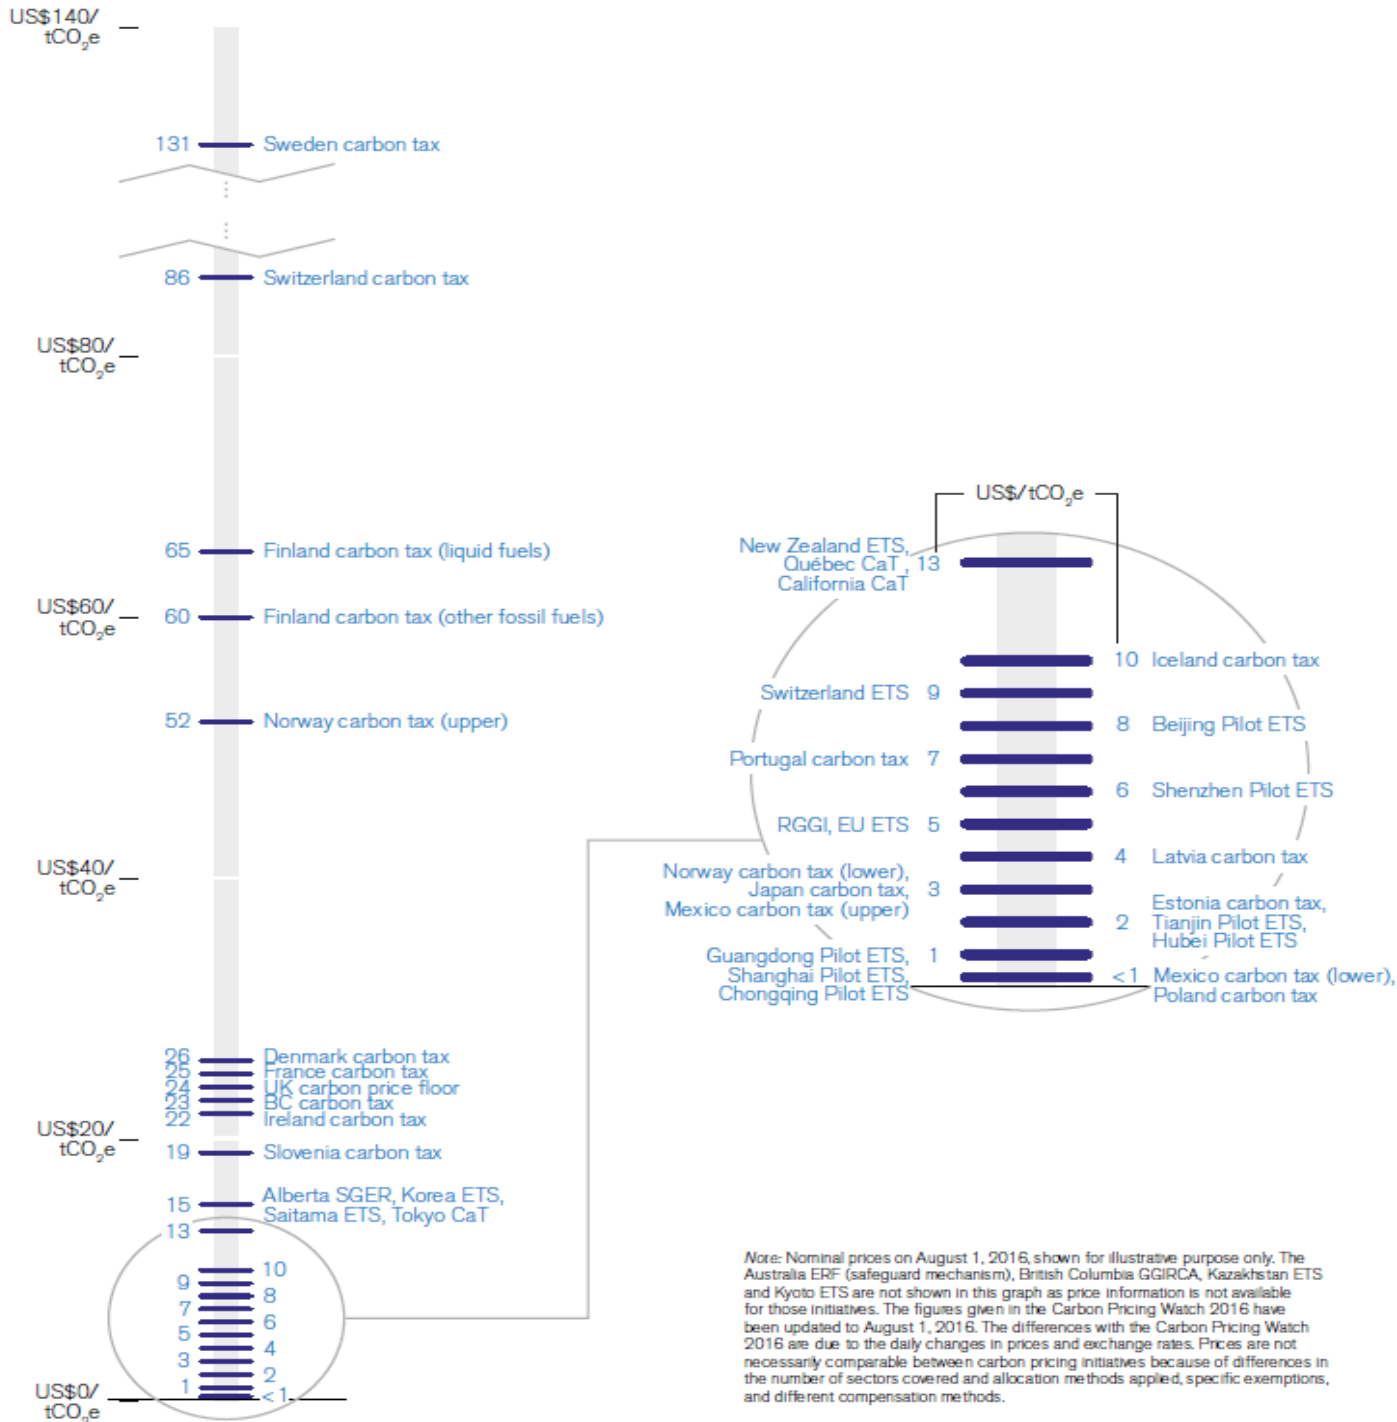 US$140/
tCO₂e
131 Sweden carbon tax
86 Switzerland carbon tax
US$80/
tCO₂e
65 Finland carbon tax (liquid fuels)
US$60/
tCO₂e
60 Finland carbon tax (other fossil fuels)
52 Norway carbon tax (upper)
US$40/
tCO₂e
26 Denmark carbon tax
25 France carbon tax
24 UK carbon price floor
23 BC carbon tax
22 Ireland carbon tax
US$20/
tCO₂e
19 Slovenia carbon tax
15 Alberta SGER, Korea ETS,
Saitama ETS, Tokyo CaT
13
10
9
8
7
6
5
4
3
2
1
<1
US$0/
tCO₂e
US$/tCO₂e
New Zealand ETS,
Québec CaT , 13
California CaT
10 Iceland carbon tax
Switzerland ETS 9
8 Beijing Pilot ETS
Portugal carbon tax 7
6 Shenzhen Pilot ETS
RGGI, EU ETS 5
4 Latvia carbon tax
Norway carbon tax (lower),
Japan carbon tax, 3
Mexico carbon tax (upper)
Estonia carbon tax,
2 Tianjin Pilot ETS,
Hubei Pilot ETS
Guangdong Pilot ETS, 1
Shanghai Pilot ETS,
Chongqing Pilot ETS
<1 Mexico carbon tax (lower),
Poland carbon tax
Note: Nominal prices on August 1, 2016, shown for illustrative purpose only. The
Australia ERF (safeguard mechanism), British Columbia GGIRCA, Kazakhstan ETS
and Kyoto ETS are not shown in this graph as price information is not available
for those initiatives. The figures given in the Carbon Pricing Watch 2016 have
been updated to August 1, 2016. The differences with the Carbon Pricing Watch
2016 are due to the daily changes in prices and exchange rates. Prices are not
necessarily comparable between carbon pricing initiatives because of differences in
the number of sectors covered and allocation methods applied, specific exemptions,
and different compensation methods.